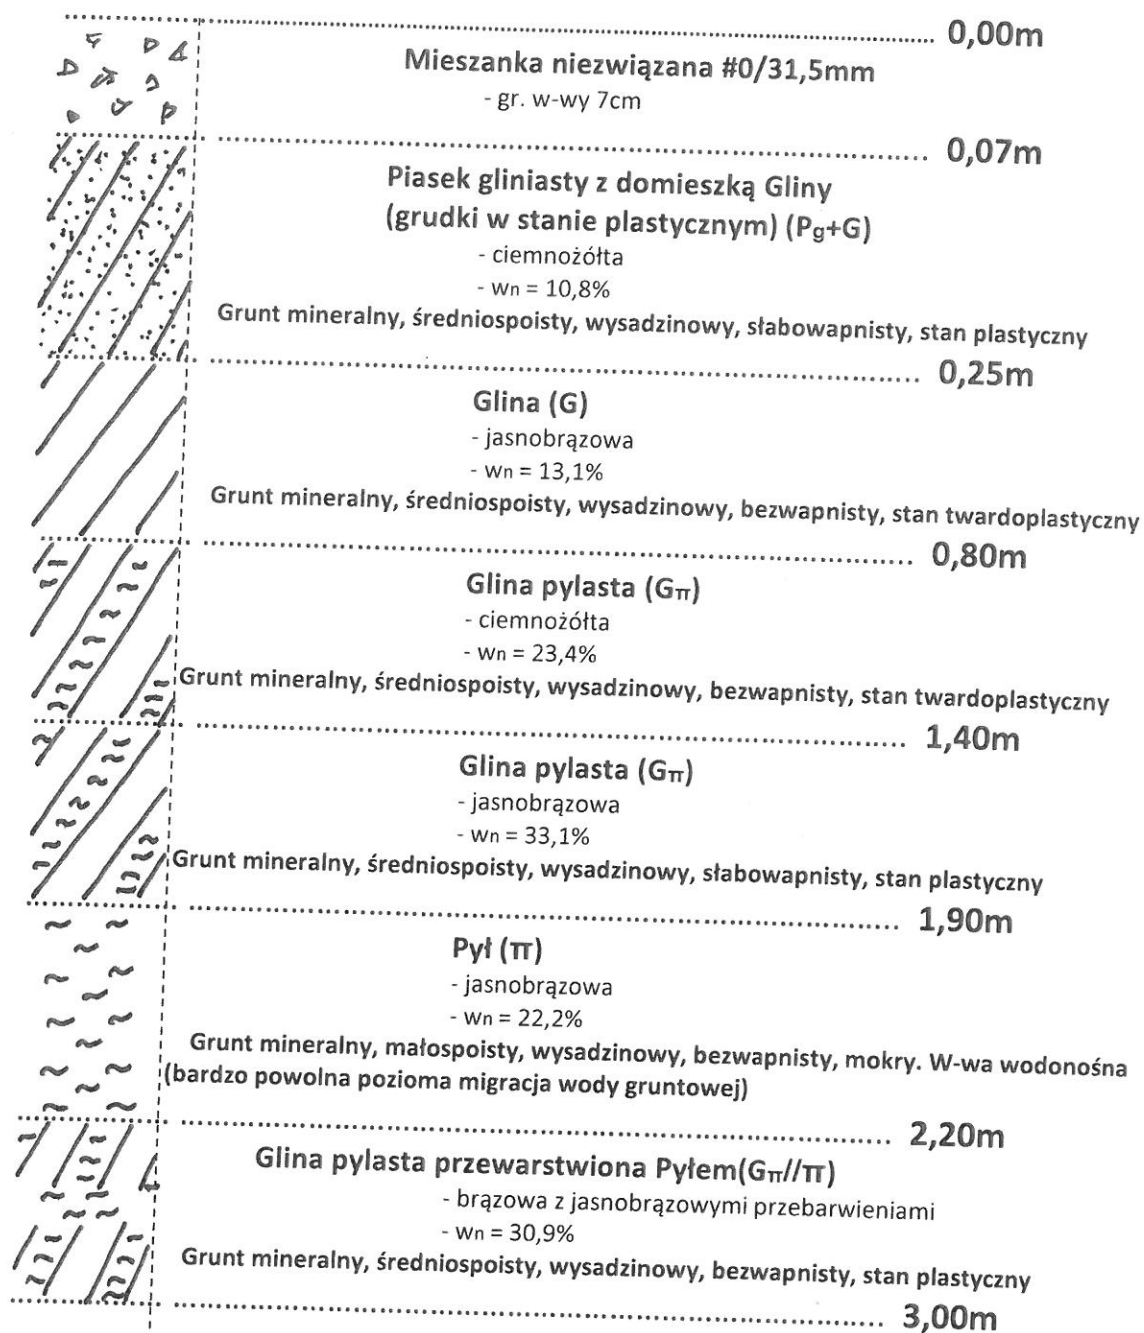 0,00m
Mieszanka niezwiązana #0/31,5mm
- gr. w-wy 7cm
0,07m
Piasek gliniasty z domieszką Gliny
(grudki w stanie plastycznym) (Pg+G)
- ciemnożółta
- wn = 10,8%
Grunt mineralny, średniospoisty, wysadzinowy, słabowapnisty, stan plastyczny
0,25m
Glina (G)
- jasnobrązowa
- wn = 13,1%
Grunt mineralny, średniospoisty, wysadzinowy, bezwapnisty, stan twardoplastyczny
0,80m
Glina pylasta (Gπ)
- ciemnożółta
- wn = 23,4%
Grunt mineralny, średniospoisty, wysadzinowy, bezwapnisty, stan twardoplastyczny
1,40m
Glina pylasta (Gπ)
- jasnobrązowa
- wn = 33,1%
Grunt mineralny, średniospoisty, wysadzinowy, słabowapnisty, stan plastyczny
1,90m
Pył (π)
- jasnobrązowa
- wn = 22,2%
Grunt mineralny, małospoisty, wysadzinowy, bezwapnisty, mokry. W-wa wodonośna
(bardzo powolna pozioma migracja wody gruntowej)
2,20m
Glina pylasta przewarstwiona Pyłem(Gπ//π)
- brązowa z jasnobrązowymi przebarwieniami
- wn = 30,9%
Grunt mineralny, średniospoisty, wysadzinowy, bezwapnisty, stan plastyczny
3,00m